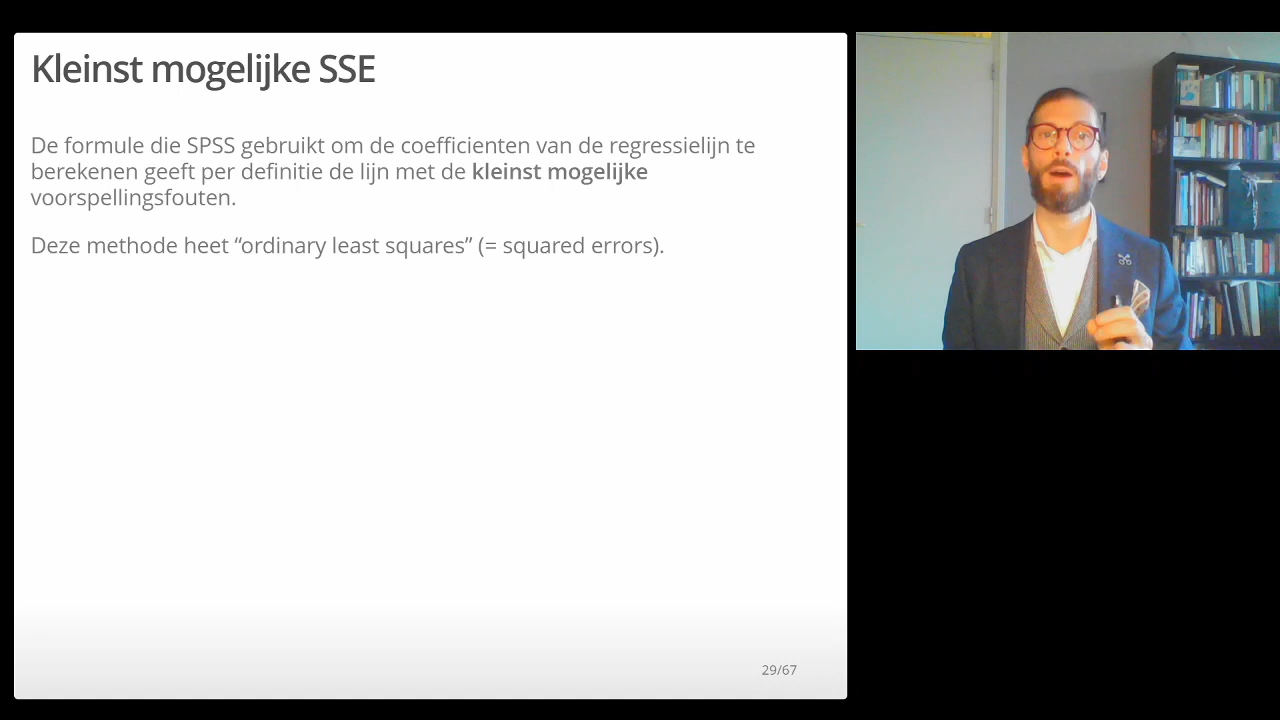 Kleinst mogelijke SSE
De formule die SPSS gebruikt om de coefficienten van de regressielijn te
berekenen geeft per definitie de lijn met de kleinst mogelijke
voorspellingsfouten.
Deze methode heet “ordinary least squares” (= squared errors).
29/67